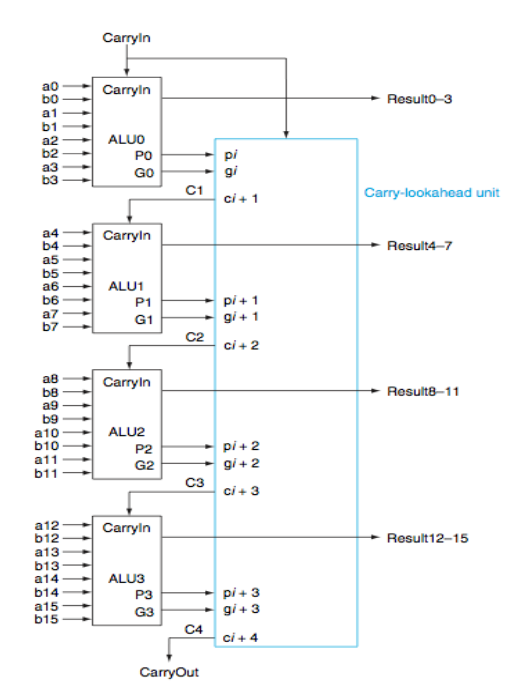 CarryIn
a0
b0
a1
b1
a2
b2
a3
b3
CarryIn
ALU0
P0
G0
Result0–3
pi
gi
Carry-lookahead unit
C1
ci + 1
a4
b4
a5
b5
a6
b6
a7
b7
CarryIn
ALU1
P1
G1
Result4–7
pi + 1
gi + 1
C2
ci + 2
a8
b8
a9
b9
a10
b10
a11
b11
CarryIn
ALU2
P2
G2
Result8–11
pi + 2
gi + 2
C3
ci + 3
a12
b12
a13
b13
a14
b14
a15
b15
CarryIn
ALU3
P3
G3
Result12–15
pi + 3
gi + 3
C4
ci + 4
CarryOut